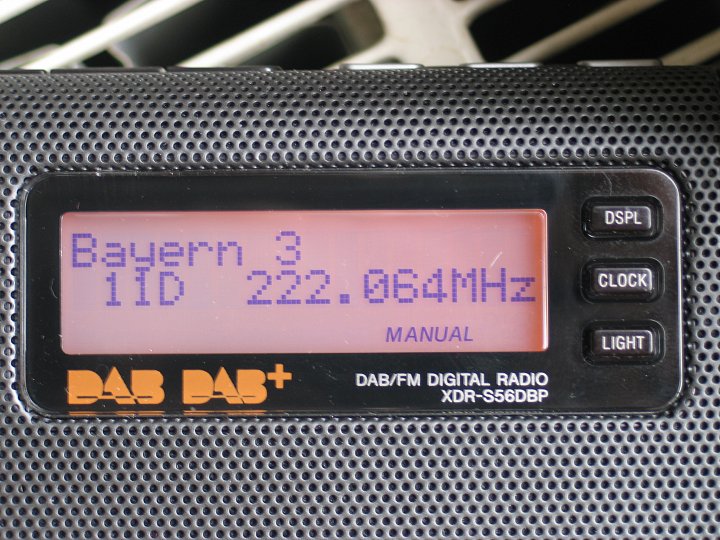 Bayern 3
11D 222.064MHz
MANUAL
DAB DAB+
DAB/FM DIGITAL RADIO
XDR-S56DBP
DSPL
CLOCK
LIGHT